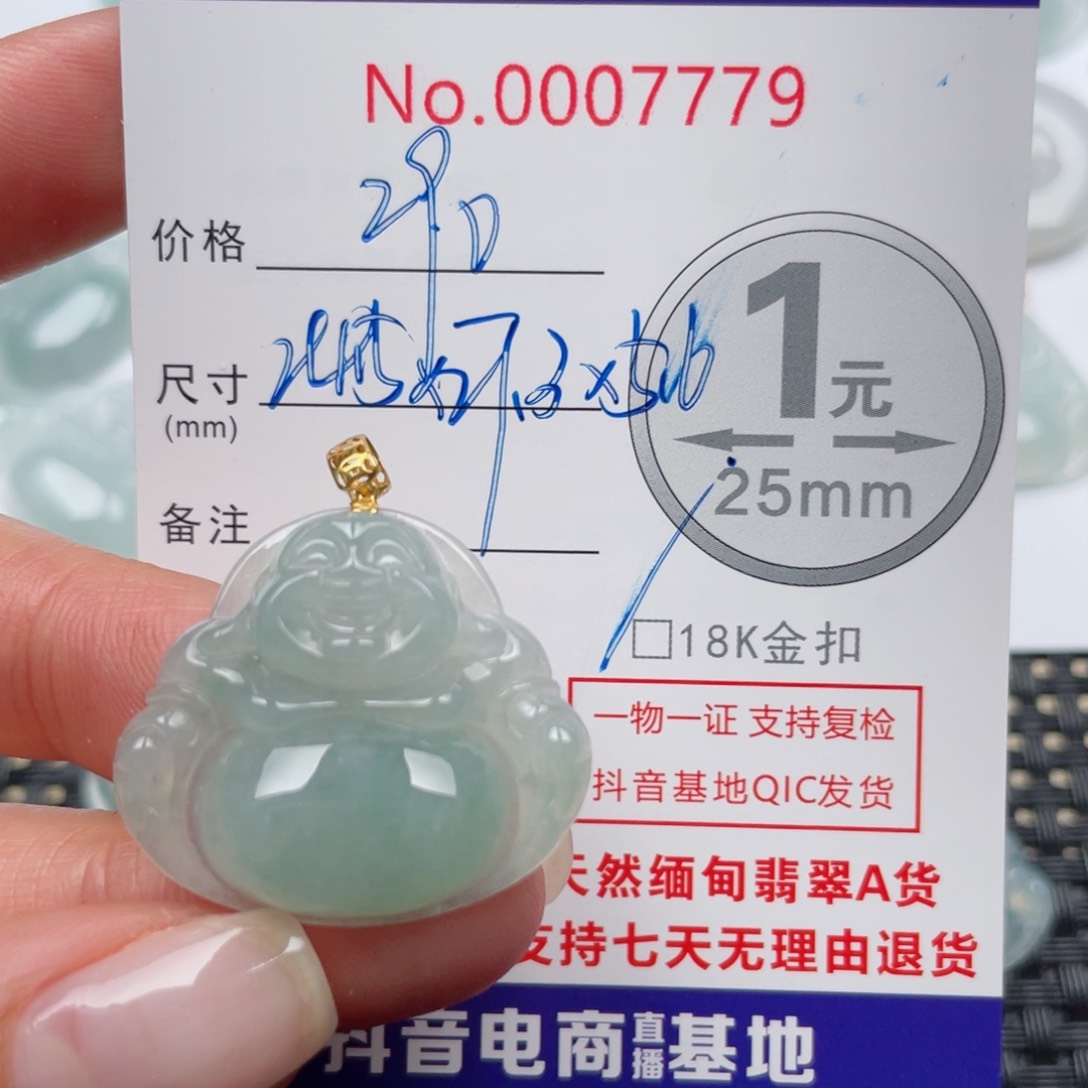 No.0007779
价格
尺寸
(mm)
备注
1元
25mm
□18K金扣
一物一证 支持复检
抖音基地QIC发货
天然缅甸翡翠A货
支持七天无理由退货
抖音电商直播基地